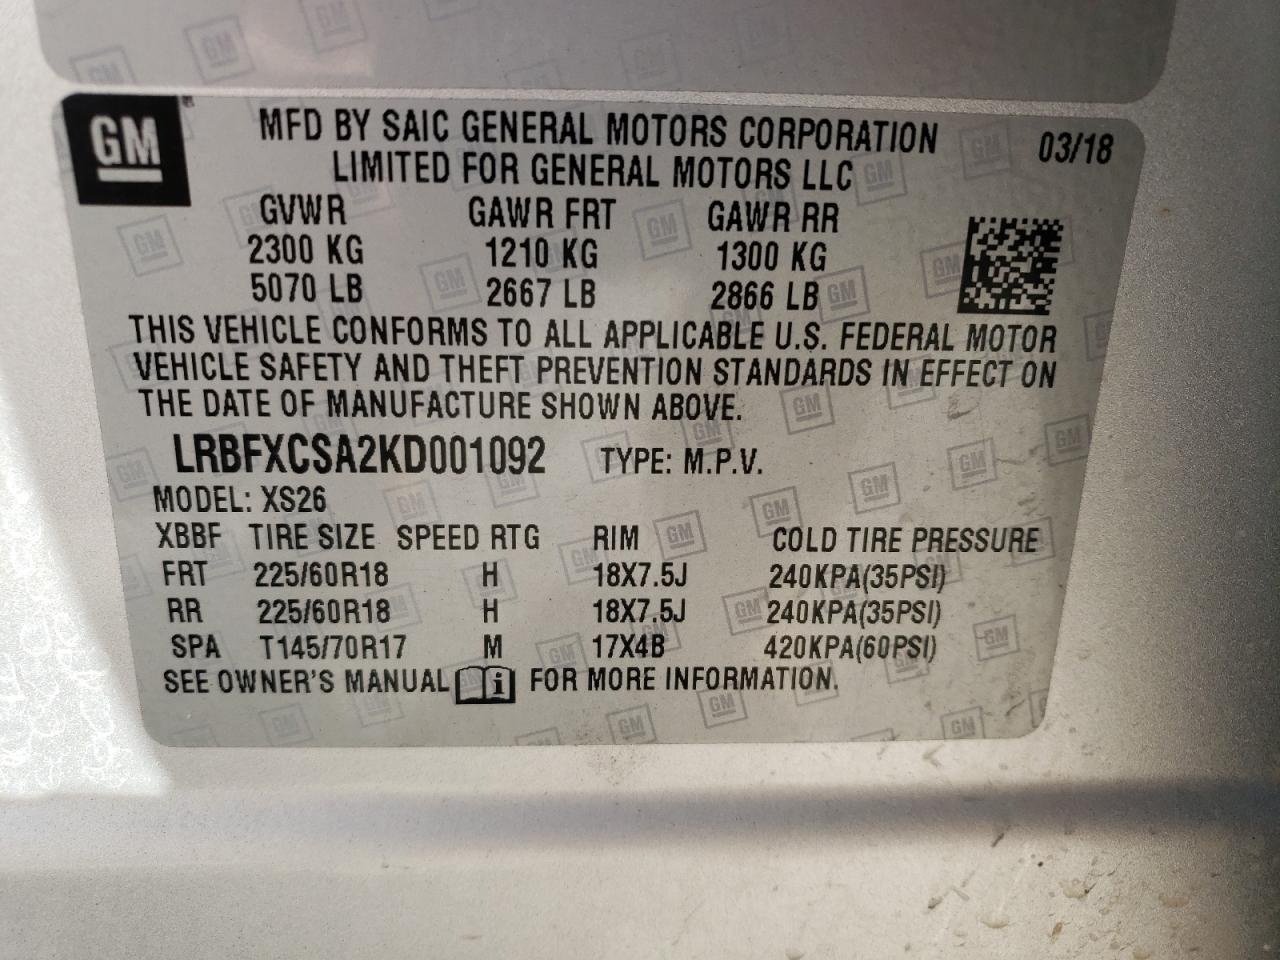 GM
MFD BY SAIC GENERAL MOTORS CORPORATION
LIMITED FOR GENERAL MOTORS LLC
03/18
GVWR GAWR FRT GAWR RR
2300 KG 1210 KG 1300 KG
5070 LB 2667 LB 2866 LB
THIS VEHICLE CONFORMS TO ALL APPLICABLE U.S. FEDERAL MOTOR
VEHICLE SAFETY AND THEFT PREVENTION STANDARDS IN EFFECT ON
THE DATE OF MANUFACTURE SHOWN ABOVE.
LRBFXCSA2KD001092 TYPE: M.P.V.
MODEL: XS26
XBBF TIRE SIZE SPEED RTG RIM COLD TIRE PRESSURE
FRT 225/60R18 H 18X7.5J 240KPA(35PSI)
RR 225/60R18 H 18X7.5J 240KPA(35PSI)
SPA T145/70R17 M 17X4B 420KPA(60PSI)
SEE OWNER'S MANUAL i FOR MORE INFORMATION.